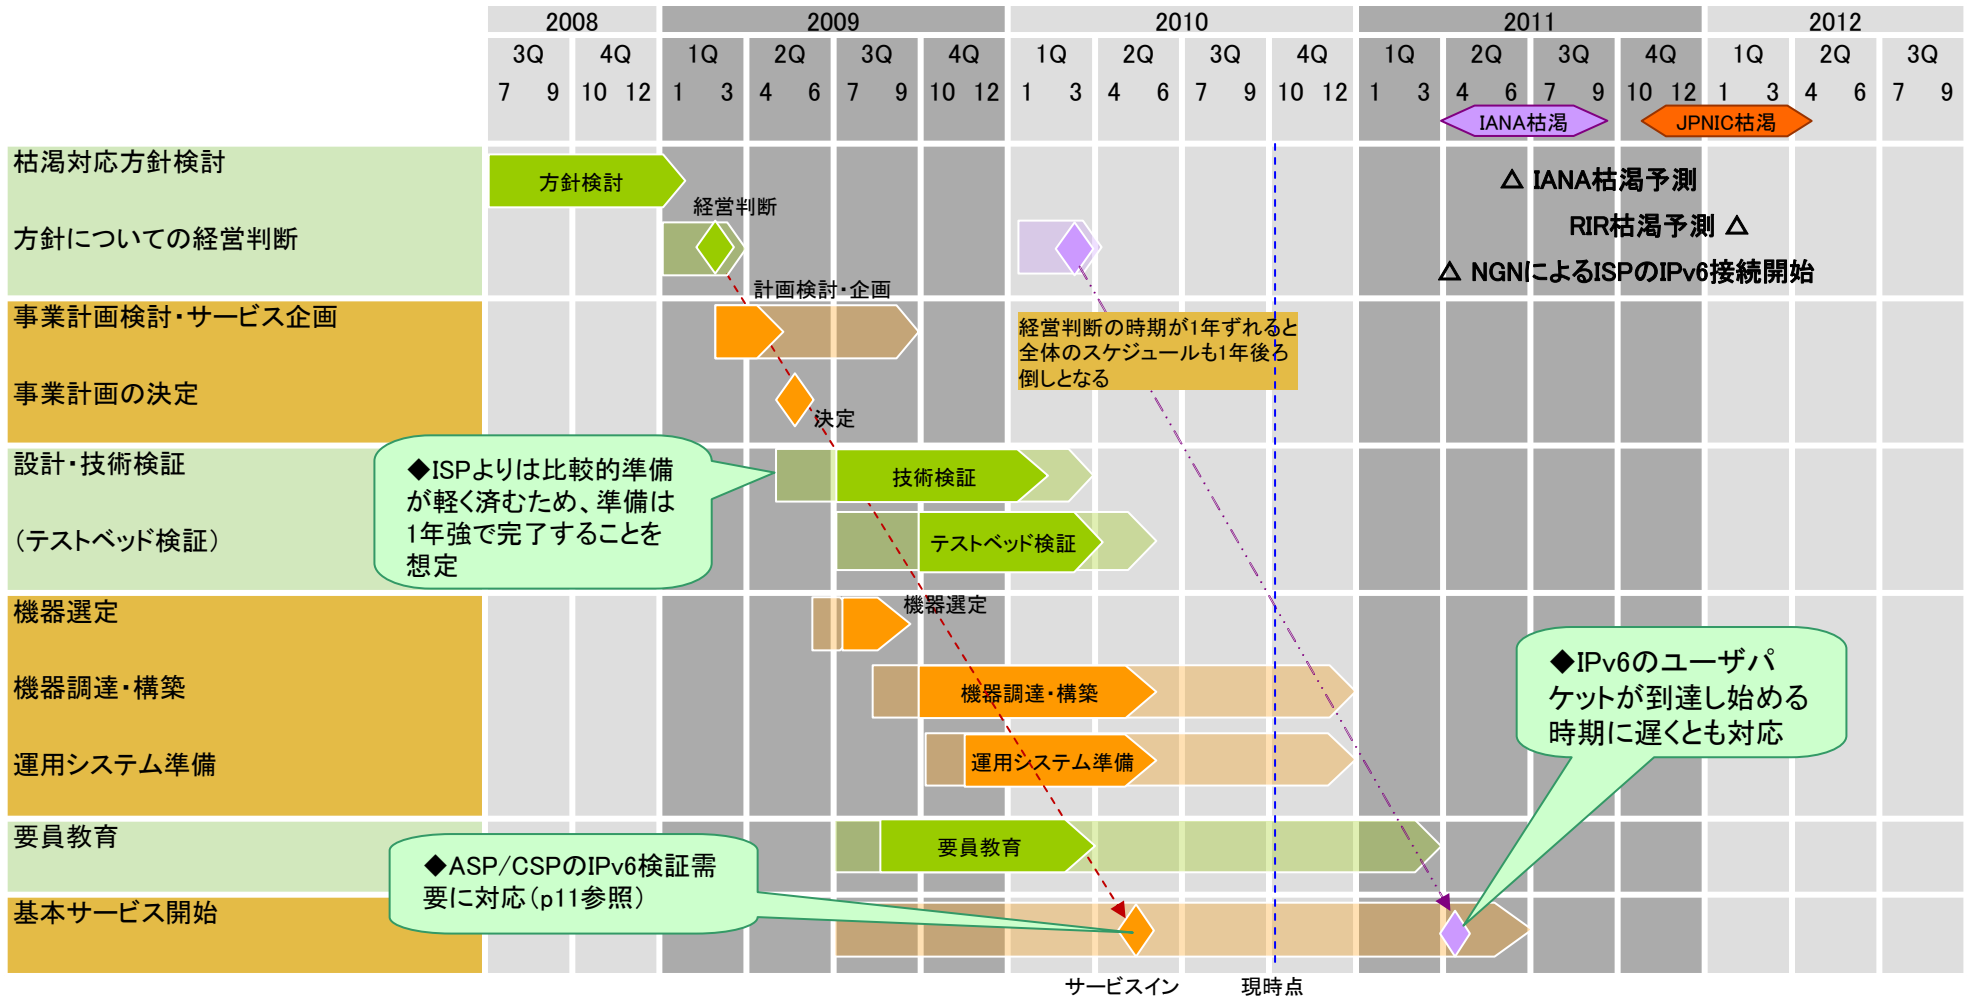 2008 2009 2010 2011 2012
3Q 4Q 1Q 2Q 3Q 4Q 1Q 2Q 3Q 4Q 1Q 2Q 3Q 4Q 1Q 2Q 3Q
7 9 10 12 1 3 4 6 7 9 10 12 1 3 4 6 7 9 10 12 1 3 4 6 7 9 10 12 1 3 4 6 7 9
IANA枯渇 JPNIC枯渇
枯渇対応方針検討
方針検討
△ IANA枯渇予測
経営判断
方針についての経営判断
RIR枯渇予測 △
△ NGNによるISPのIPv6接続開始
計画検討・企画
事業計画検討・サービス企画
経営判断の時期が1年ずれると
全体のスケジュールも1年後ろ
倒しとなる
事業計画の決定
決定
設計・技術検証
◆ISPよりは比較的準備
が軽く済むため、準備は
1年強で完了することを
想定
技術検証
（テストベッド検証）
テストベッド検証
機器選定
機器選定
機器調達・構築
機器調達・構築
◆IPv6のユーザパ
ケットが到達し始める
時期に遅くとも対応
運用システム準備
運用システム準備
要員教育
要員教育
◆ASP/CSPのIPv6検証需
要に対応（p11参照）
基本サービス開始
サービスイン 現時点